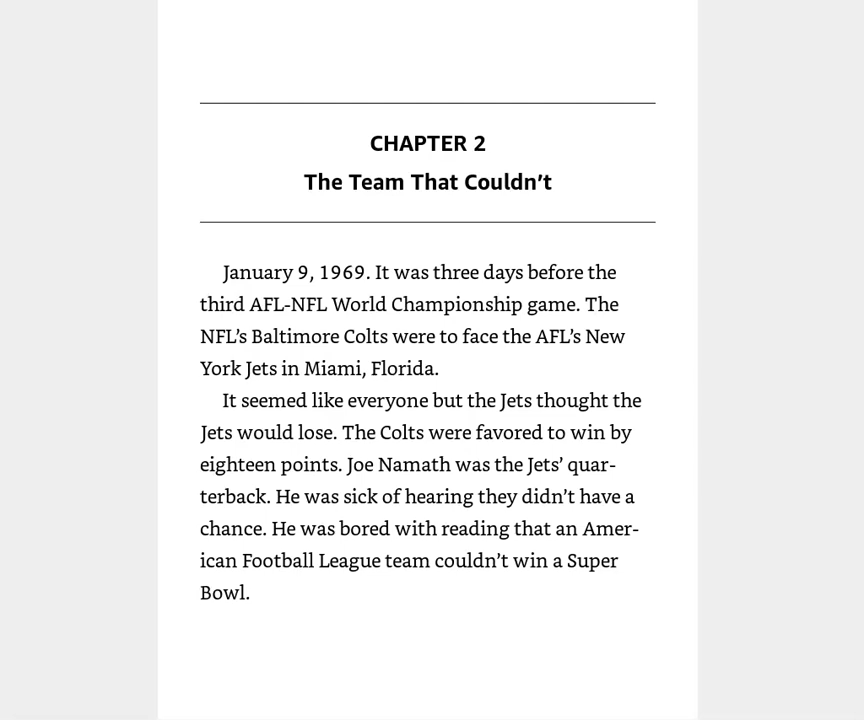 CHAPTER 2
The Team That Couldn’t
January 9, 1969. It was three days before the
third AFL-NFL World Championship game. The
NFL’s Baltimore Colts were to face the AFL’s New
York Jets in Miami, Florida.
It seemed like everyone but the Jets thought the
Jets would lose. The Colts were favored to win by
eighteen points. Joe Namath was the Jets’ quar-
terback. He was sick of hearing they didn’t have a
chance. He was bored with reading that an Amer-
ican Football League team couldn’t win a Super
Bowl.